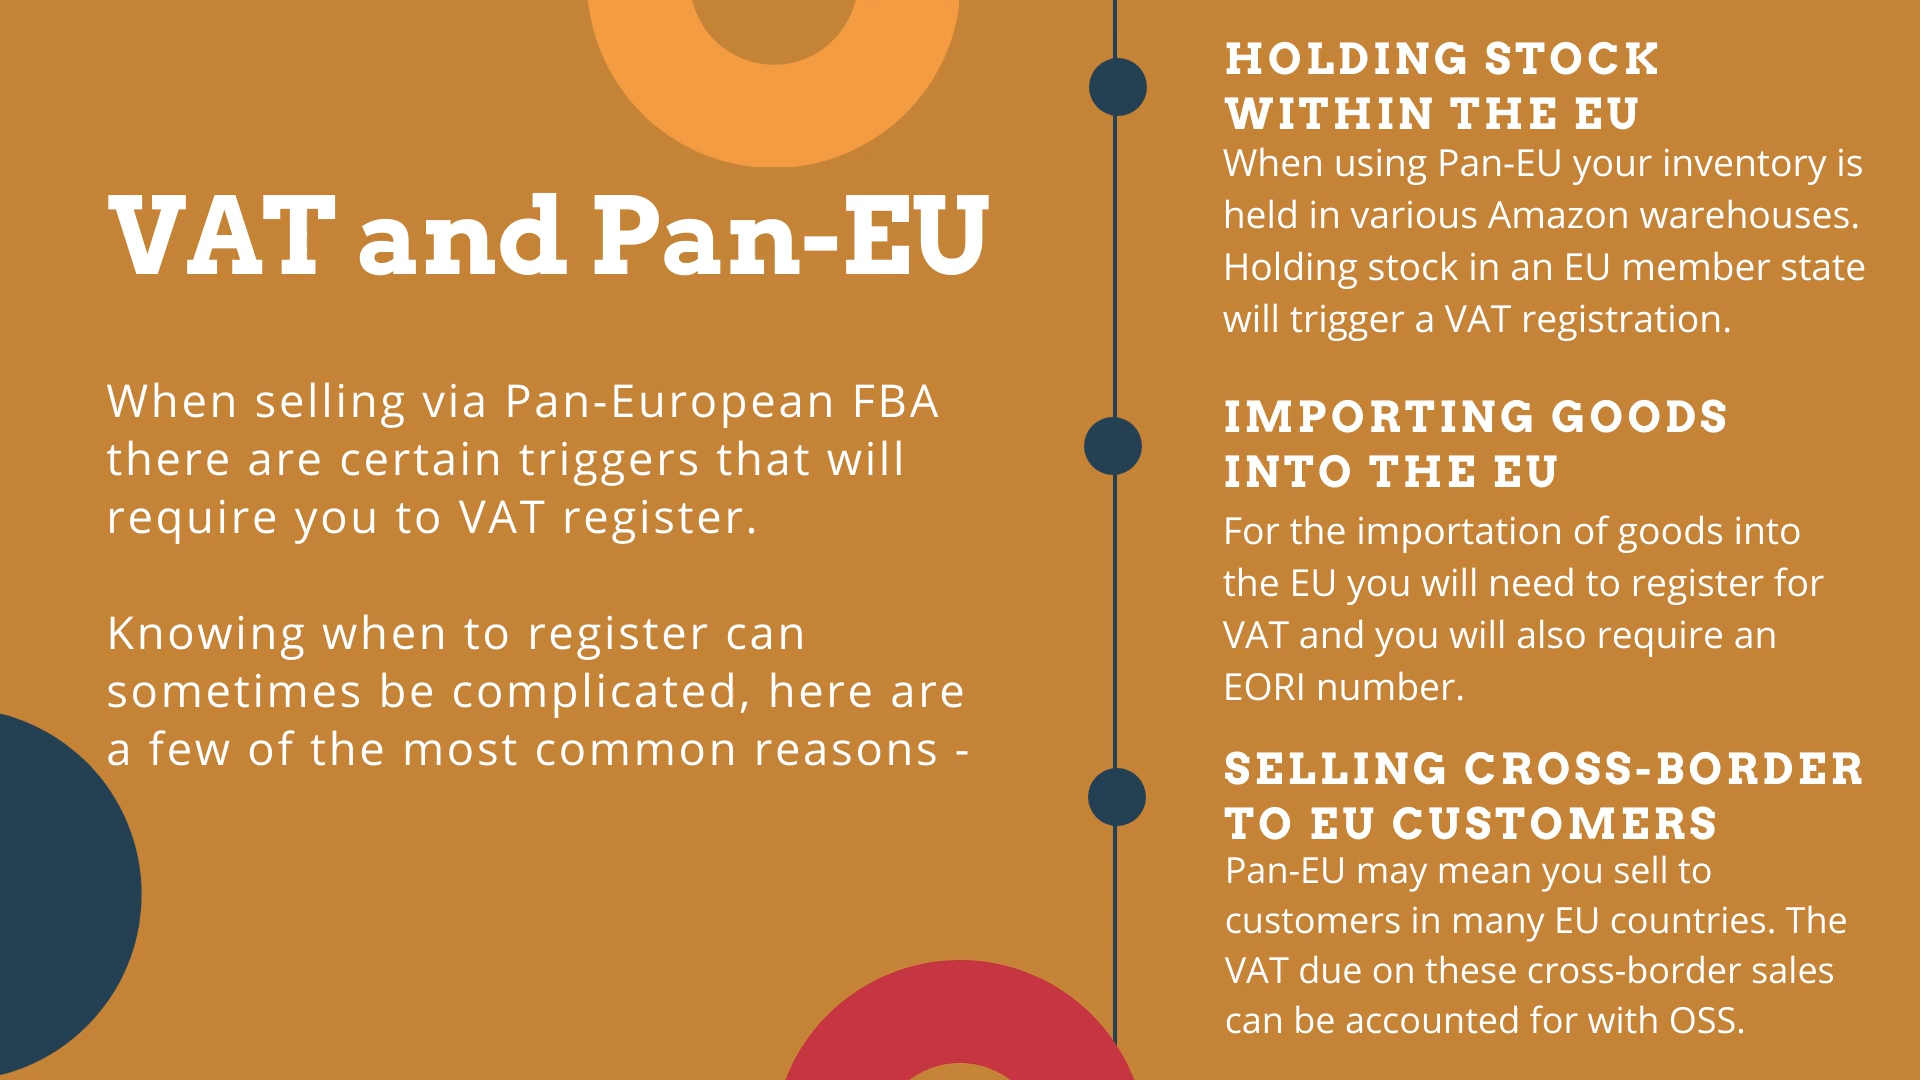 VAT and Pan-EU
When selling via Pan-European FBA
there are certain triggers that will
require you to VAT register.
Knowing when to register can
sometimes be complicated, here are
a few of the most common reasons -
HOLDING STOCK
WITHIN THE EU
When using Pan-EU your inventory is
held in various Amazon warehouses.
Holding stock in an EU member state
will trigger a VAT registration.
IMPORTING GOODS
INTO THE EU
For the importation of goods into
the EU you will need to register for
VAT and you will also require an
EORI number.
SELLING CROSS-BORDER
TO EU CUSTOMERS
Pan-EU may mean you sell to
customers in many EU countries. The
VAT due on these cross-border sales
can be accounted for with OSS.